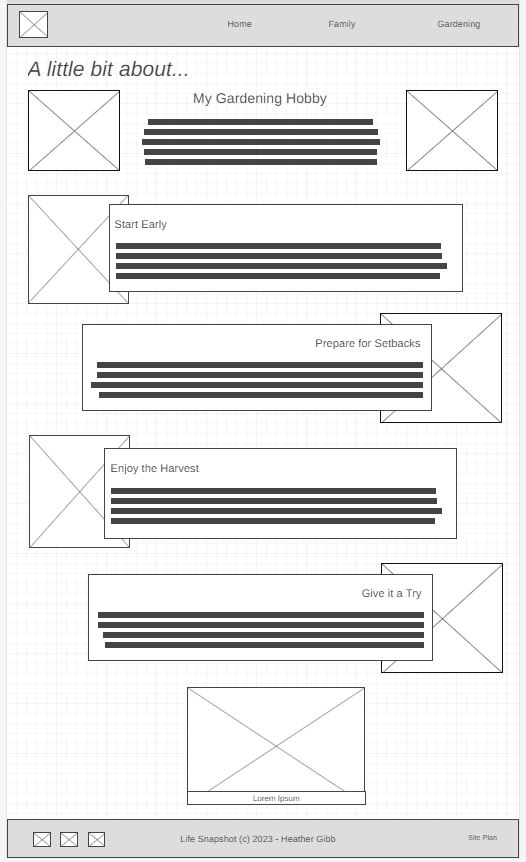 Home Family Gardening
A little bit about...
My Gardening Hobby
Start Early
Prepare for Setbacks
Enjoy the Harvest
Give it a Try
Lorem Ipsum
Life Snapshot (c) 2023 - Heather Gibb
Site Plan